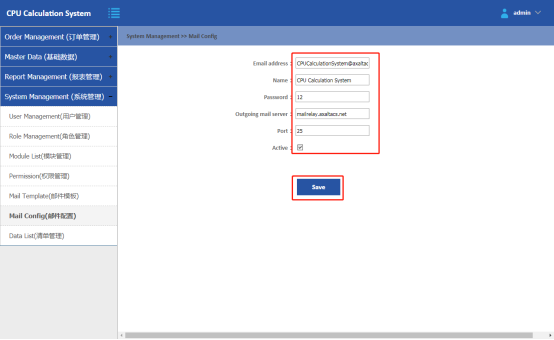 CPU Calculation System
admin
Order Management (订单管理)
Master Data (基础数据)
Report Management (报表管理)
System Management (系统管理)
User Management(用户管理)
Role Management(角色管理)
Module List(模块管理)
Permission(权限管理)
Mail Template(邮件模板)
Mail Config(邮件配置)
Data List(清单管理)
System Management >> Mail Config
Email address : CPUCalculationSystem@axaltac
Name : CPU Calculation System
Password : 12
Outgoing mail server : mailrelay.axaltacs.net
Port : 25
Active :
Save